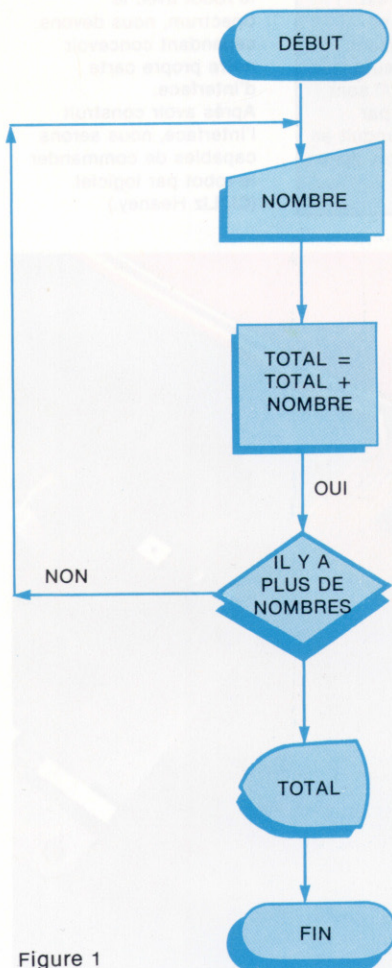 DÉBUT
NOMBRE
TOTAL =
TOTAL +
NOMBRE
OUI
IL Y A
PLUS DE
NOMBRES
NON
TOTAL
FIN
Figure 1